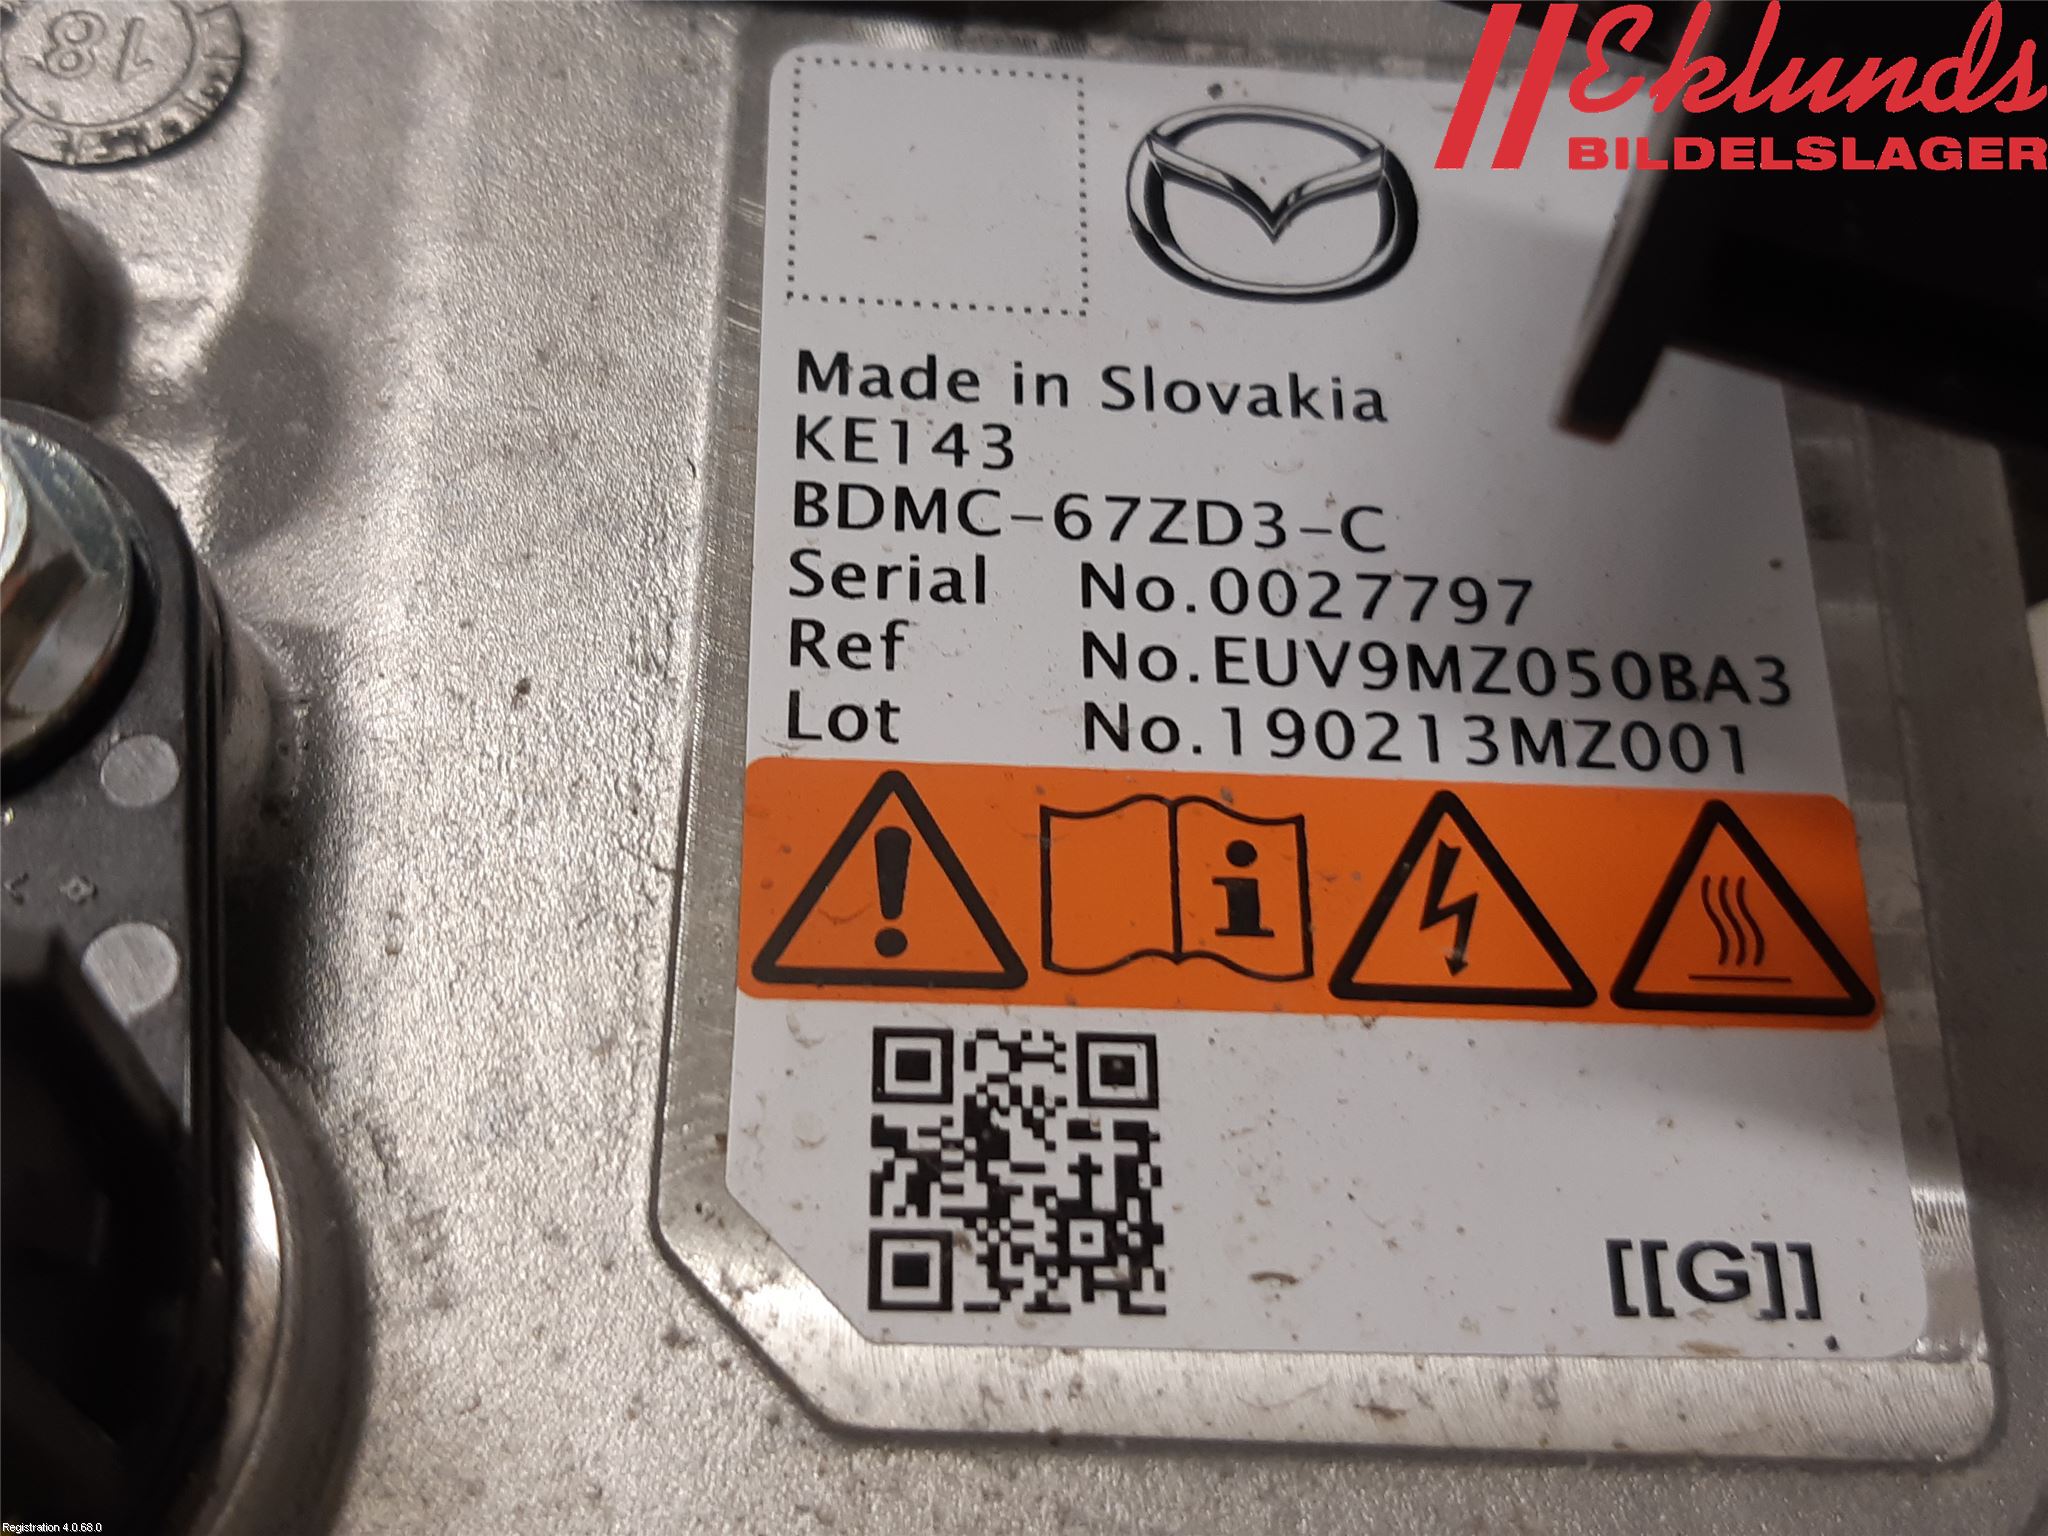 18
Eklunds
BILDELSLAGER
Made in Slovakia
KE143
BDMC-67ZD3-C
Serial No.0027797
Ref No.EUV9MZ050BA3
Lot No.190213MZ001
[[G]]
Registration 4.0.68.0